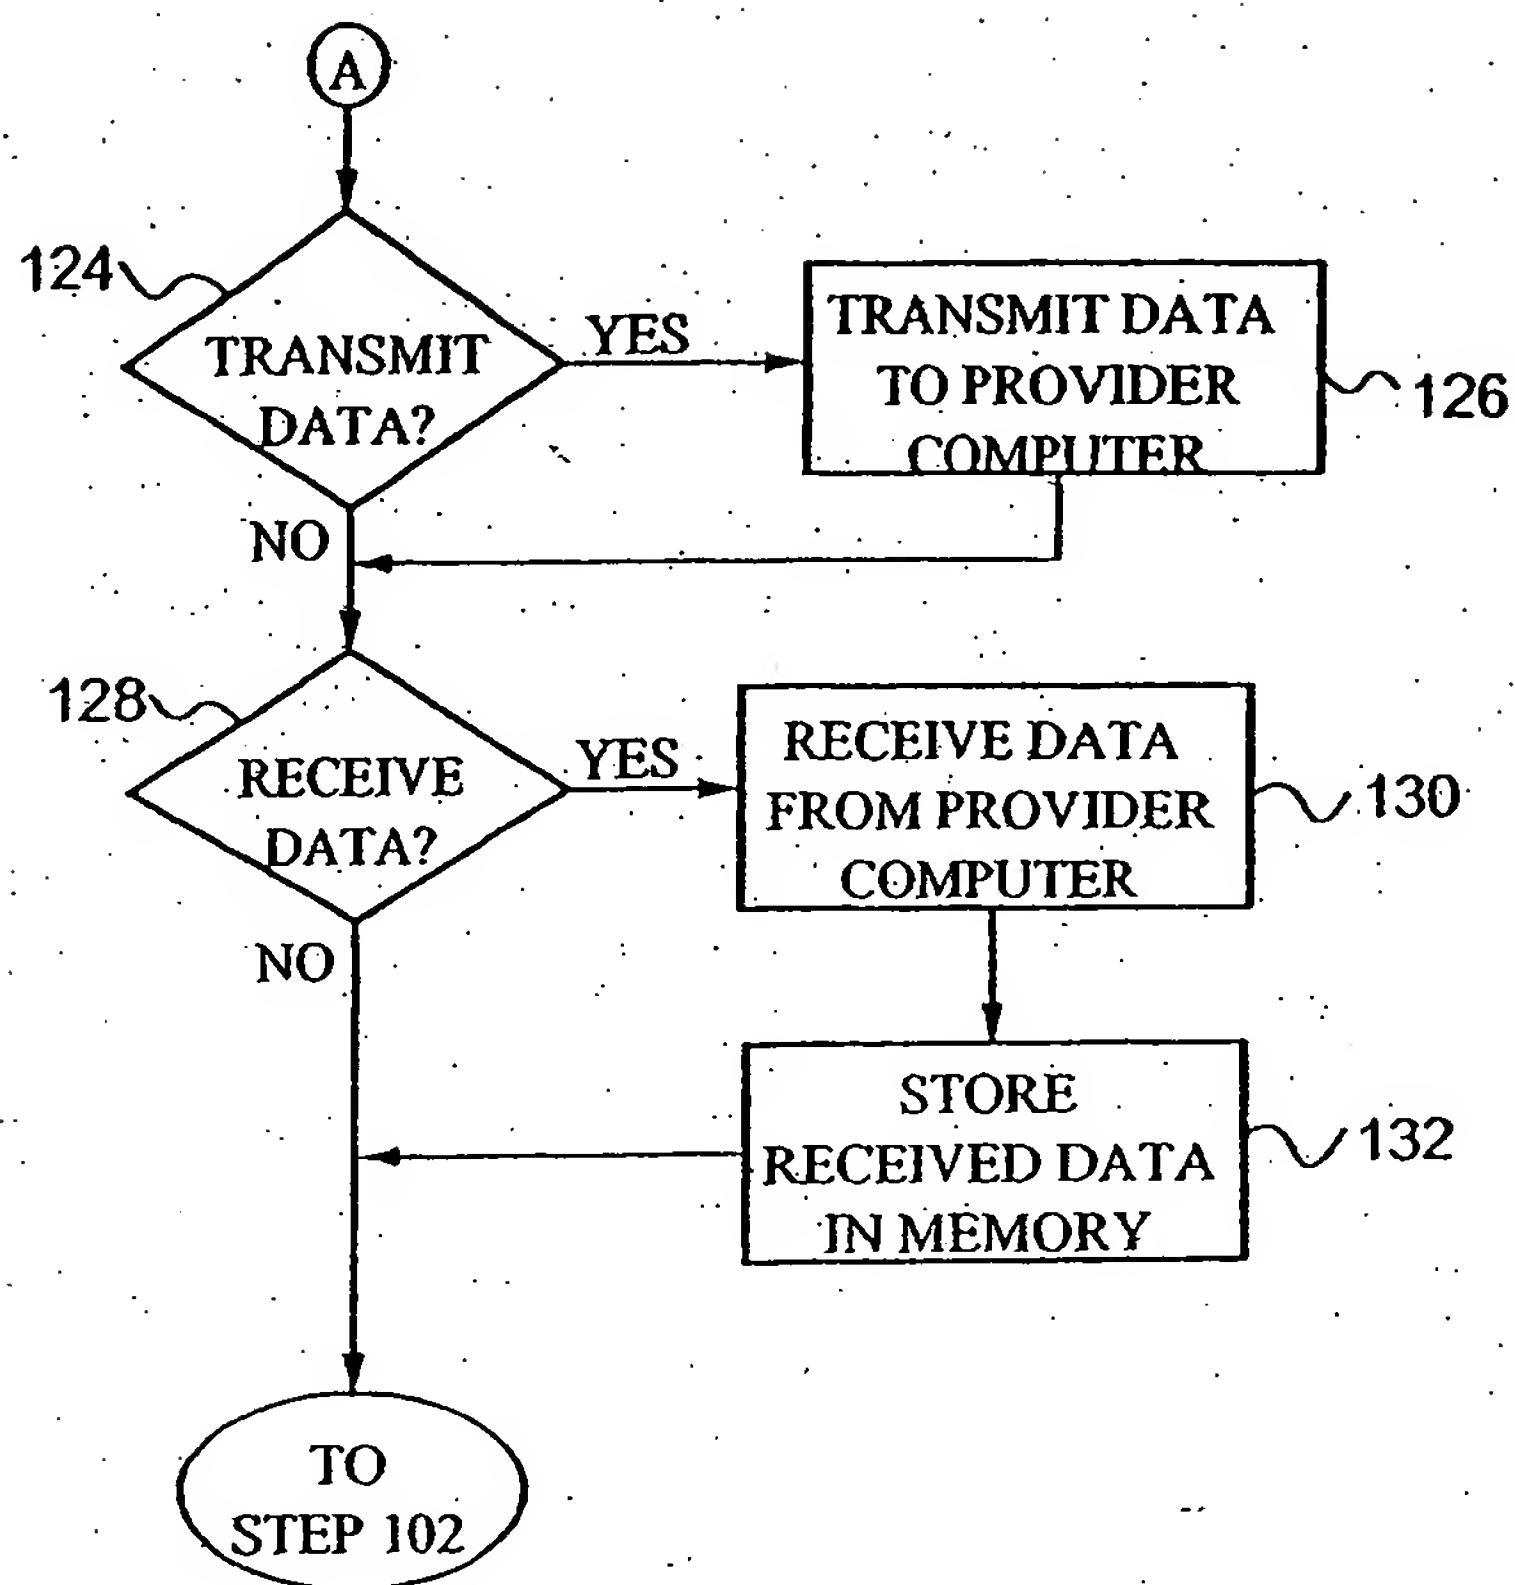 A
124
TRANSMIT
DATA?
YES
TRANSMIT DATA
TO PROVIDER
COMPUTER
126
NO
128
RECEIVE
DATA?
YES
RECEIVE DATA
FROM PROVIDER
COMPUTER
130
NO
STORE
RECEIVED DATA
IN MEMORY
132
TO
STEP 102